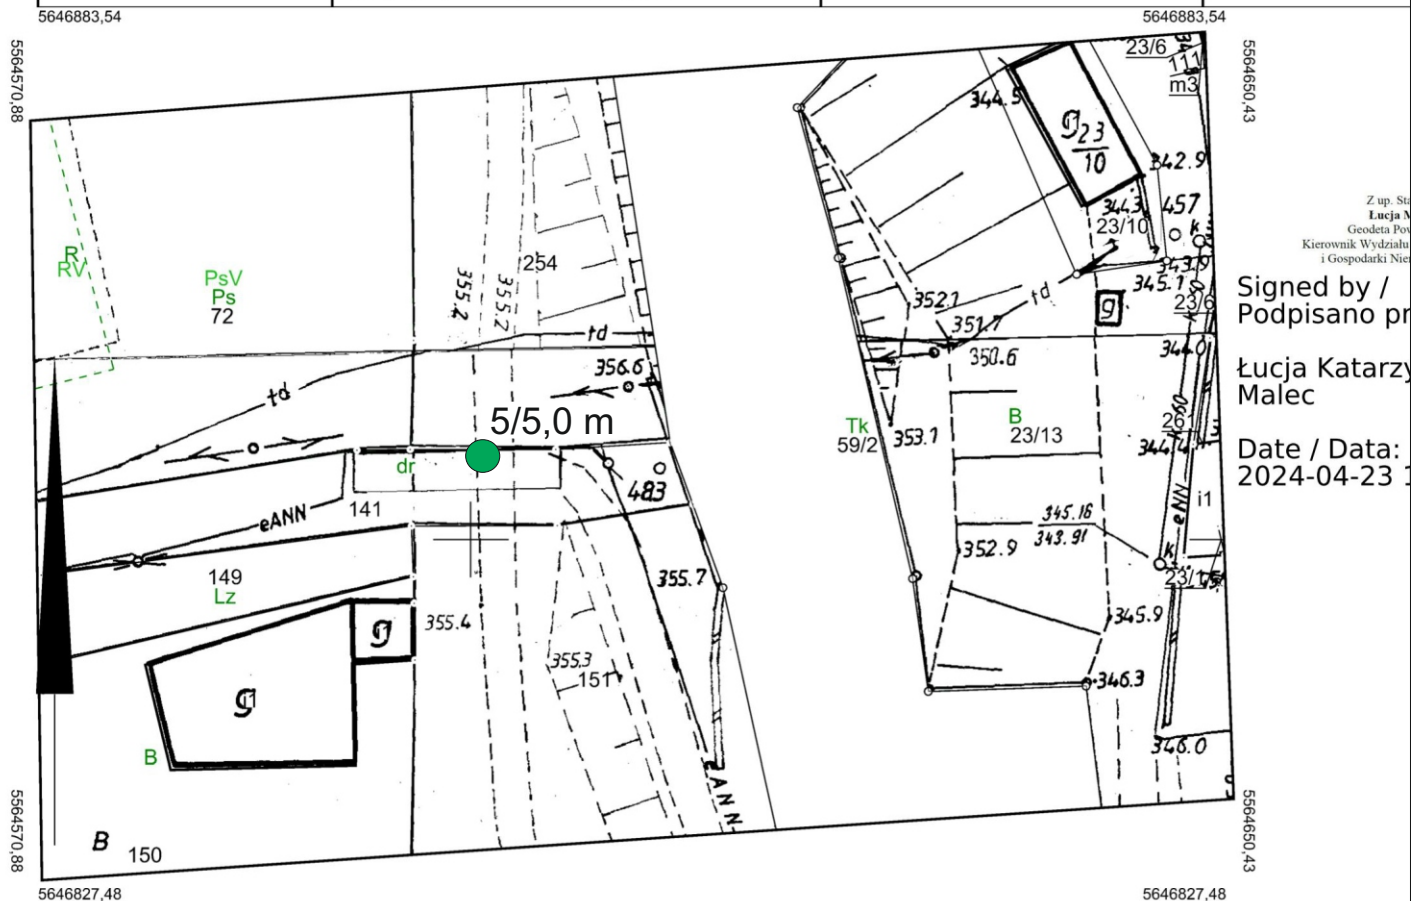 5646883,54
5646883,54
5564570,88
5564650,43
23/6
111
m3
344.5
g
23
10
342.9
344.3
457
k
23/10
343.9
345.1
23/6
Z up. Sta
Łucja M
Geodeta Pow
Kierownik Wydziału
i Gospodarki Nier
Signed by /
Podpisano pr
Łucja Katarzy
Malec
Date / Data:
2024-04-23 1
R
RV
PsV
Ps
72
254
355.2
355.2
td
352.1
td
g
351.7
350.6
344.0
356.6
td
5/5,0 m
Tk
59/2
353.1
B
23/13
261
344.4
dr
483
141
eANN
eNN
i1
345.16
343.91
352.9
k
149
Lz
355.7
g
355.4
345.9
355.3
151
346.3
g
B
346.0
eANN
B
150
5564570,88
5564650,43
5646827,48
5646827,48